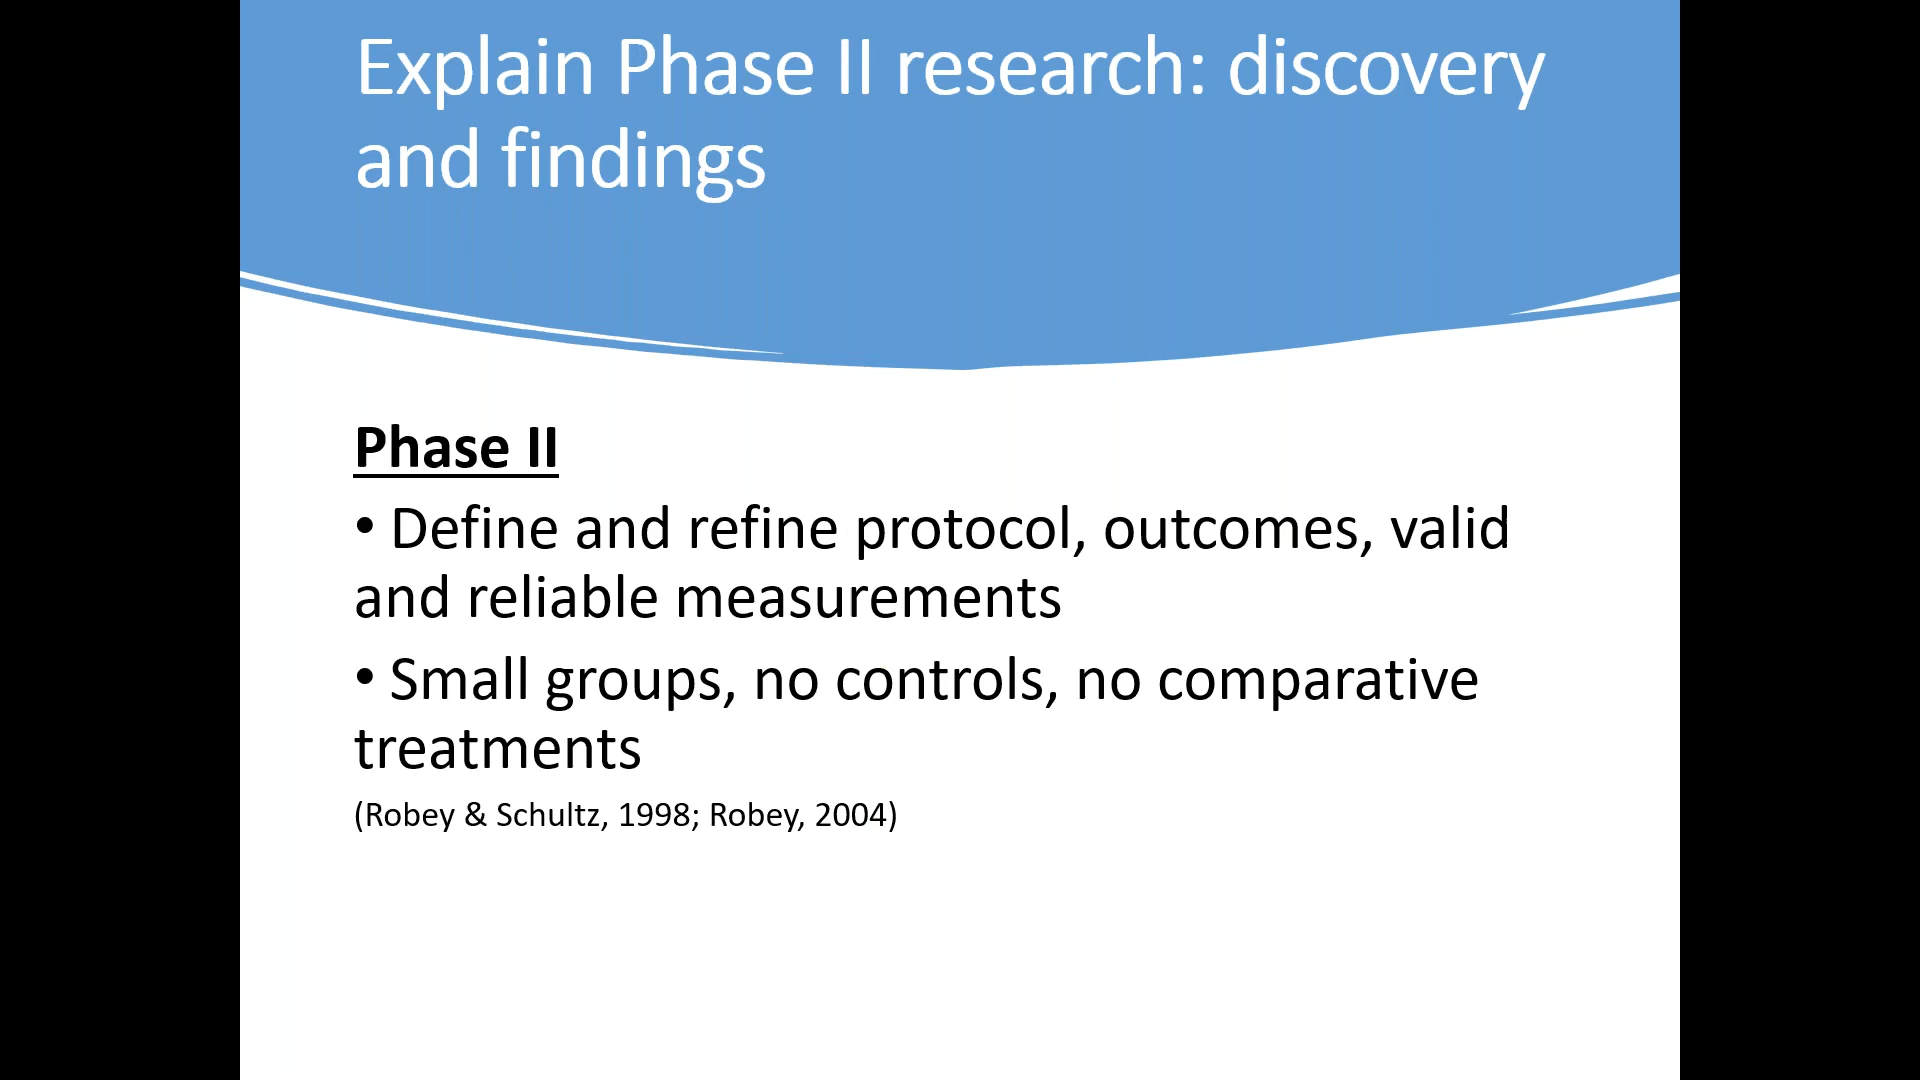 Explain Phase II research: discovery
and findings
Phase II
• Define and refine protocol, outcomes, valid
and reliable measurements
• Small groups, no controls, no comparative
treatments
(Robey & Schultz, 1998; Robey, 2004)